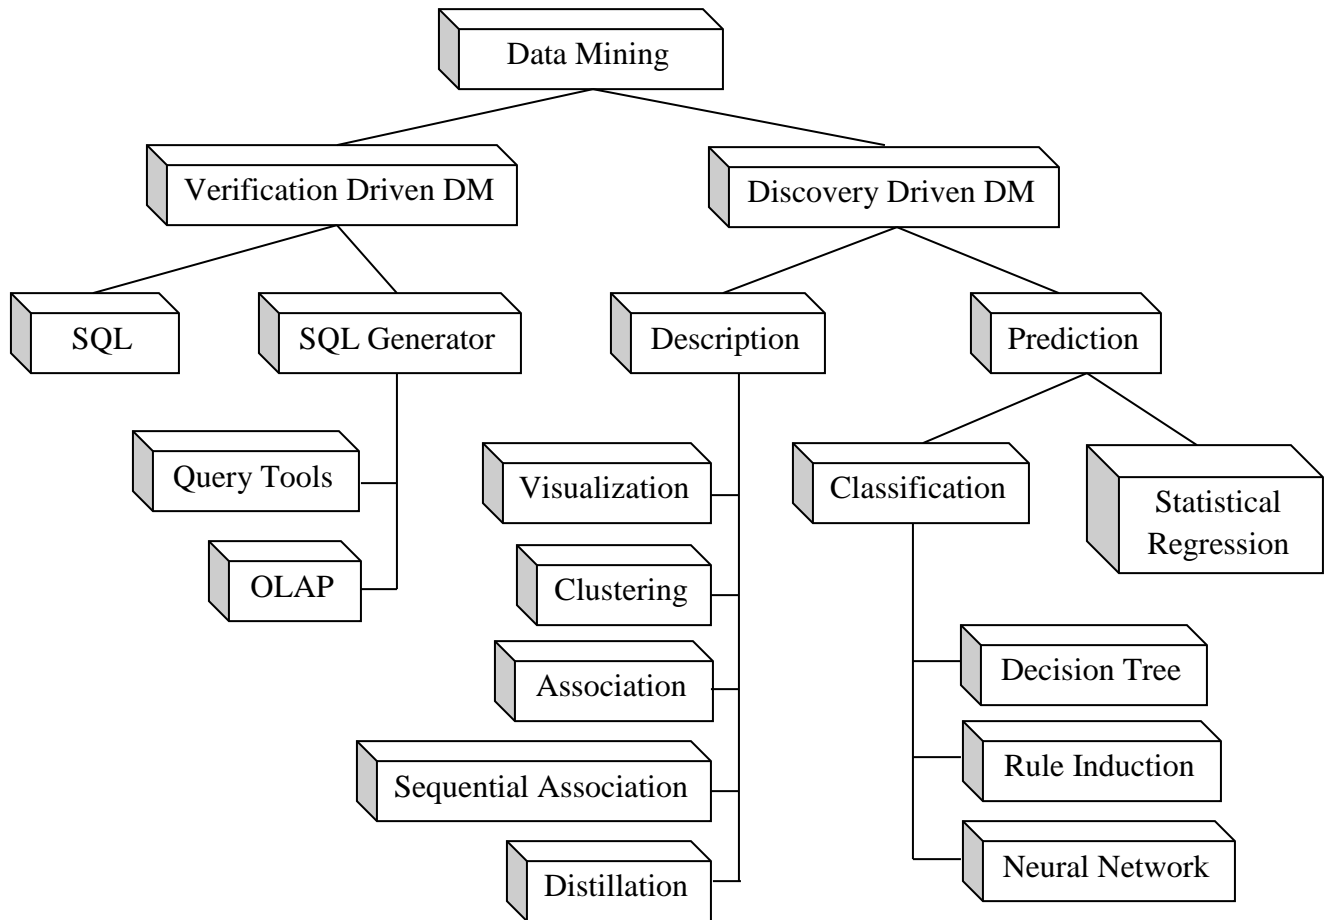 Data Mining
Verification Driven DM
Discovery Driven DM
SQL
SQL Generator
Description
Prediction
Query Tools
OLAP
Visualization
Clustering
Association
Sequential Association
Distillation
Classification
Statistical
Regression
Decision Tree
Rule Induction
Neural Network